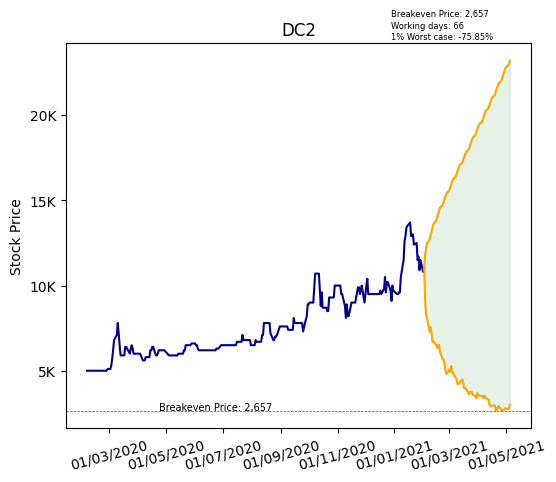 Breakeven Price: 2,657
Working days: 66
1% Worst case: -75.85%
DC2
Stock Price
20K
15K
10K
5K
Breakeven Price: 2,657
01/03/2020
01/05/2020
01/07/2020
01/09/2020
01/11/2020
01/01/2021
01/03/2021
01/05/2021